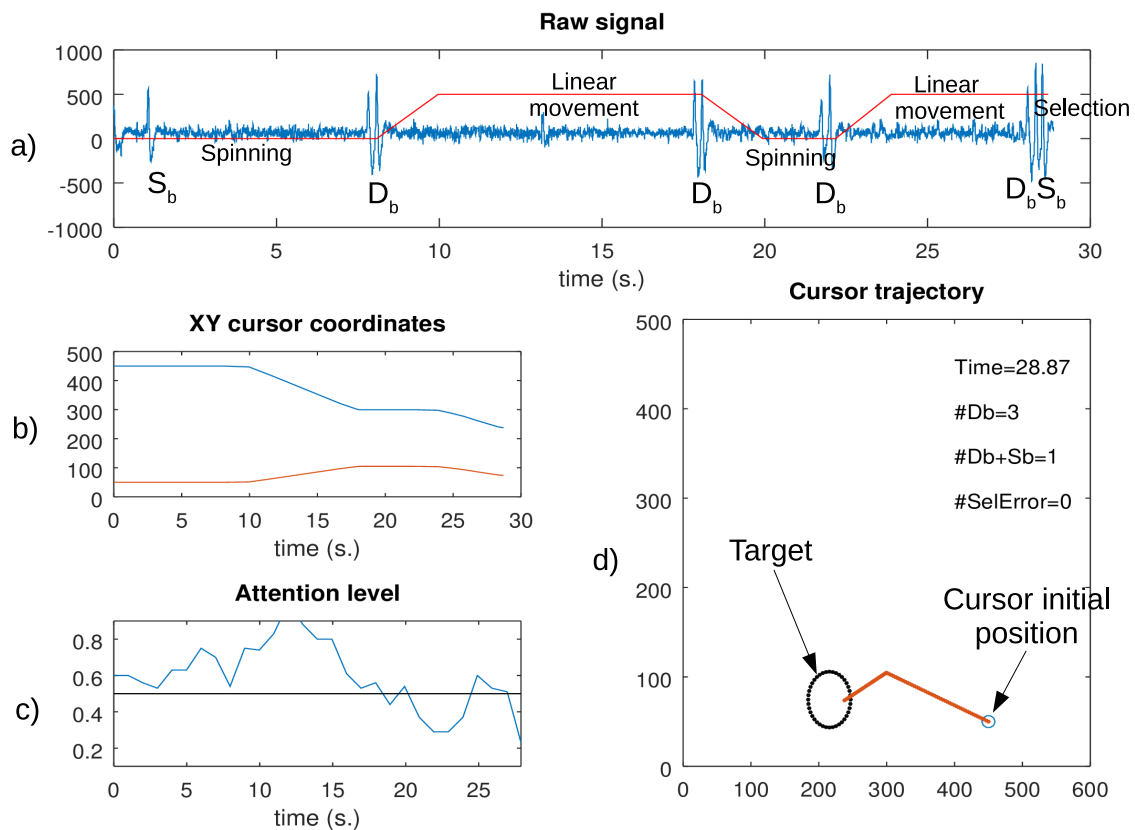 Raw signal
1000
500
0
-500
-1000
a)
Linear
movement
Linear
movement
Selection
Spinning
Spinning
S_b
D_b
D_b
D_b
D_b S_b
0 5 10 15 20 25 30
time (s.)
XY cursor coordinates
b)
500
400
300
200
100
0
0 5 10 15 20 25 30
time (s.)
Attention level
c)
0.8
0.6
0.4
0.2
0 5 10 15 20 25
time (s.)
Cursor trajectory
d)
500
400
300
200
100
0
Time=28.87
#Db=3
#Db+Sb=1
#SelError=0
Target
Cursor initial
position
0 100 200 300 400 500 600